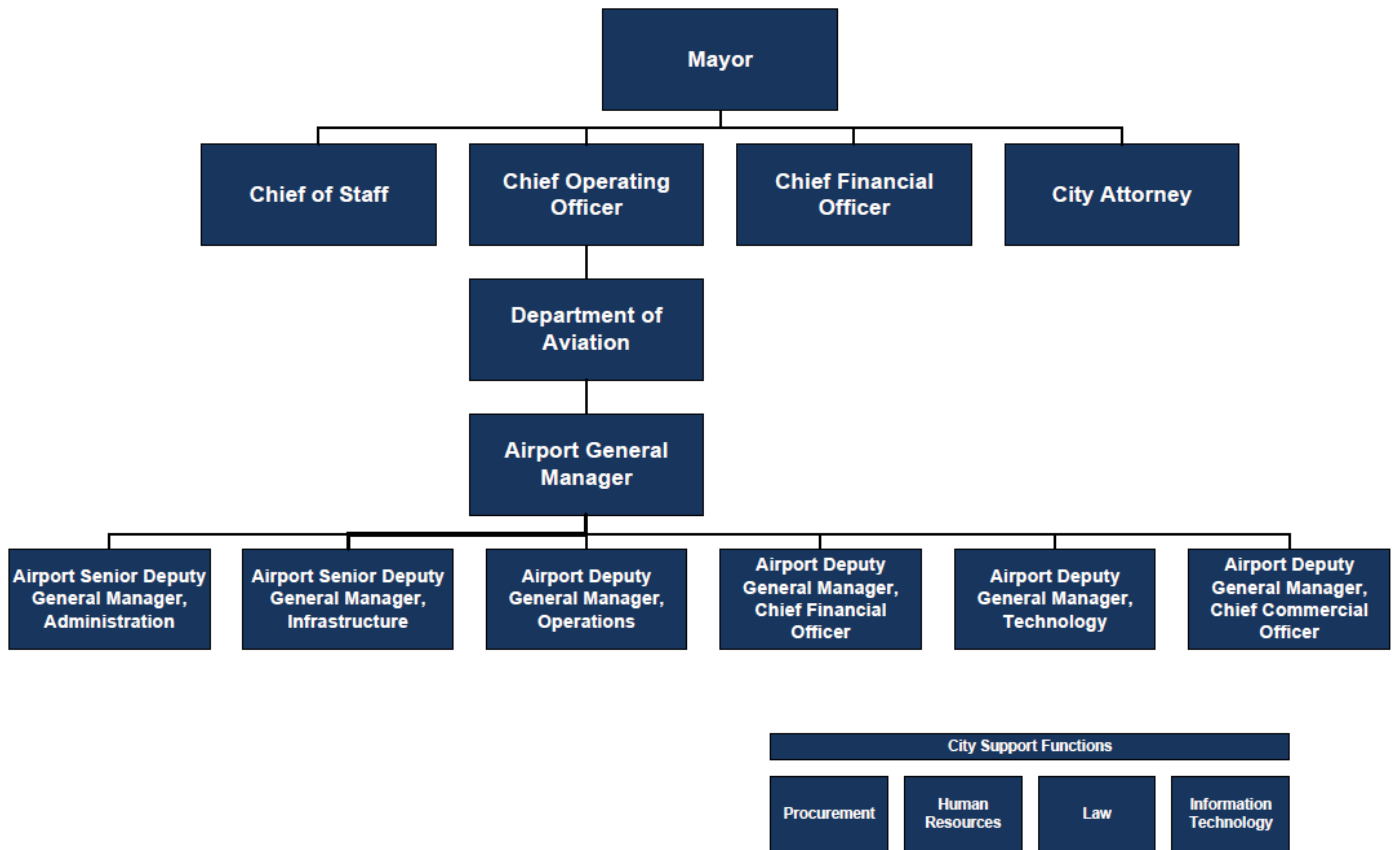 Mayor
Chief of Staff
Chief Operating
Officer
Chief Financial
Officer
City Attorney
Department of
Aviation
Airport General
Manager
Airport Senior Deputy
General Manager,
Administration
Airport Senior Deputy
General Manager,
Infrastructure
Airport Deputy
General Manager,
Operations
Airport Deputy
General Manager,
Chief Financial
Officer
Airport Deputy
General Manager,
Technology
Airport Deputy
General Manager,
Chief Commercial
Officer
City Support Functions
Procurement
Human
Resources
Law
Information
Technology